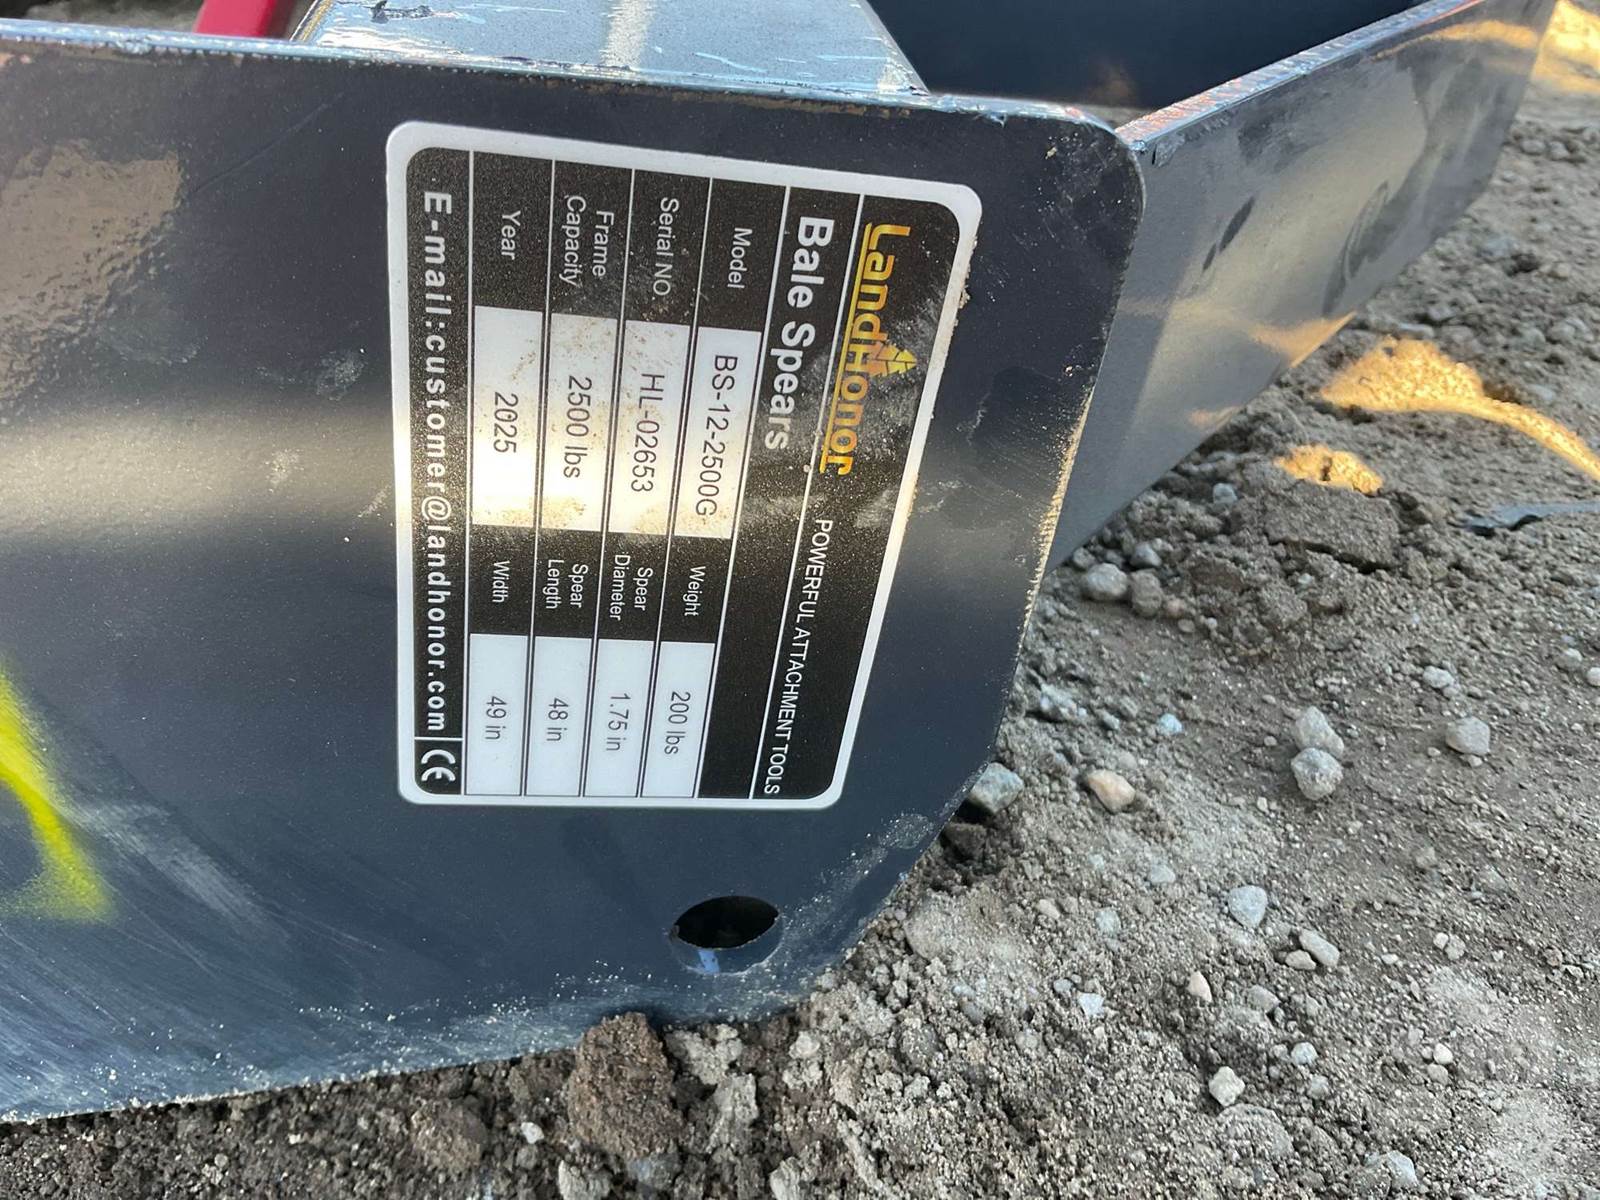 LandHonor
POWERFUL ATTACHMENT TOOLS
Bale Spears
Model BS-12-2500G Weight 200 lbs
Serial NO. HL-02653 Spear Diameter 1.75 in
Frame Capacity 2500 lbs Spear Length 48 in
Year 2025 Width 49 in
E-mail:customer@landhonor.com CE